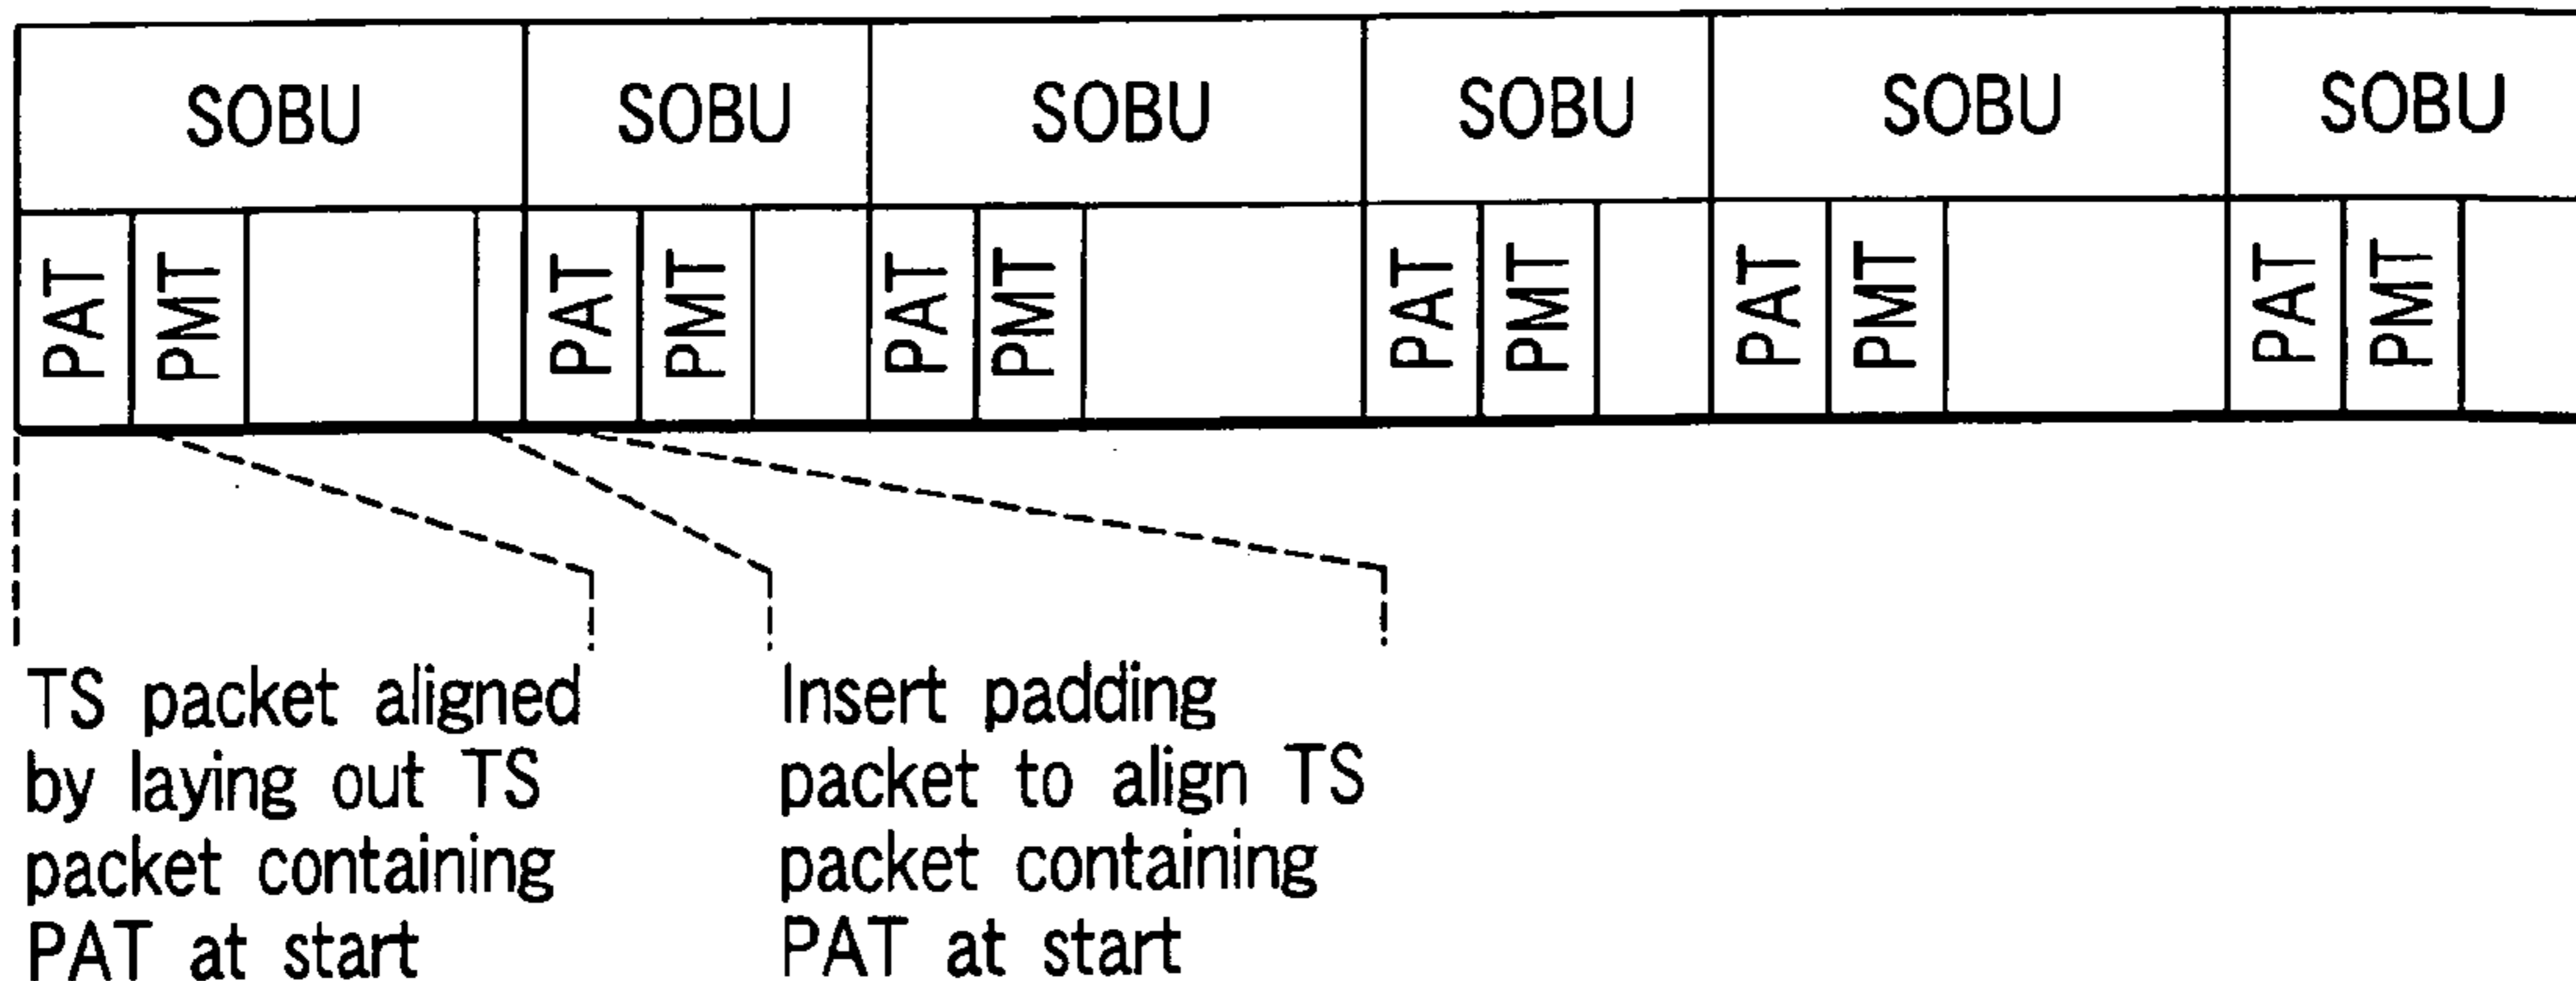 SOBU SOBU SOBU SOBU SOBU SOBU
PAT PMT PAT PMT PAT PMT PAT PMT PAT PMT PAT PMT
TS packet aligned
by laying out TS
packet containing
PAT at start
Insert padding
packet to align TS
packet containing
PAT at start